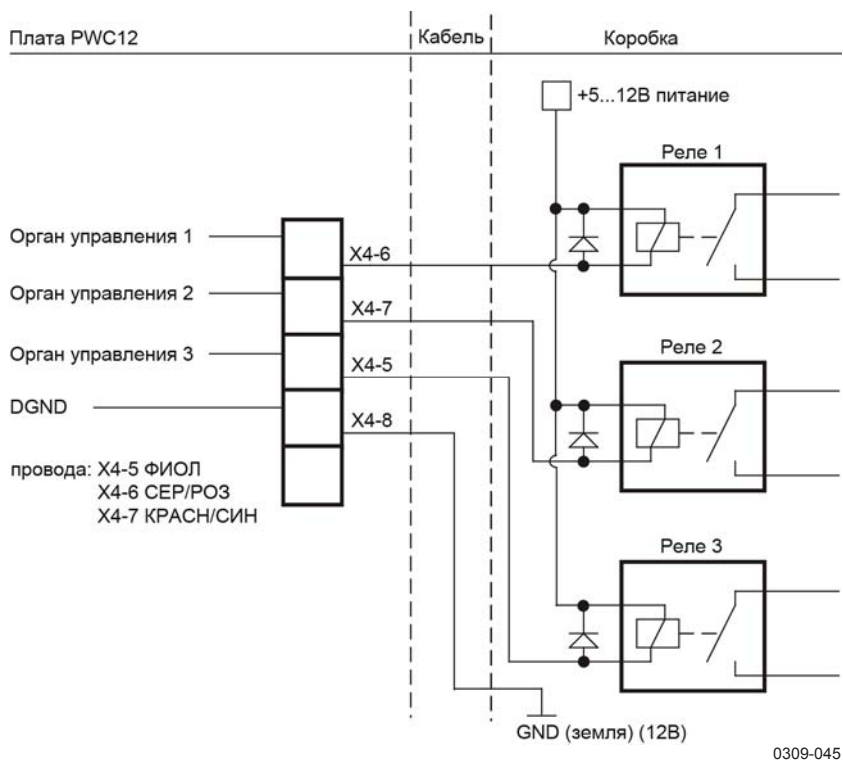 Плата PWC12
Кабель
Коробка
+5...12В питание
Реле 1
Орган управления 1
X4-6
Орган управления 2
X4-7
Реле 2
Орган управления 3
X4-5
DGND
X4-8
провода: X4-5 ФИОЛ
X4-6 СЕР/РОЗ
X4-7 КРАСН/СИН
Реле 3
GND (земля) (12В)
0309-045